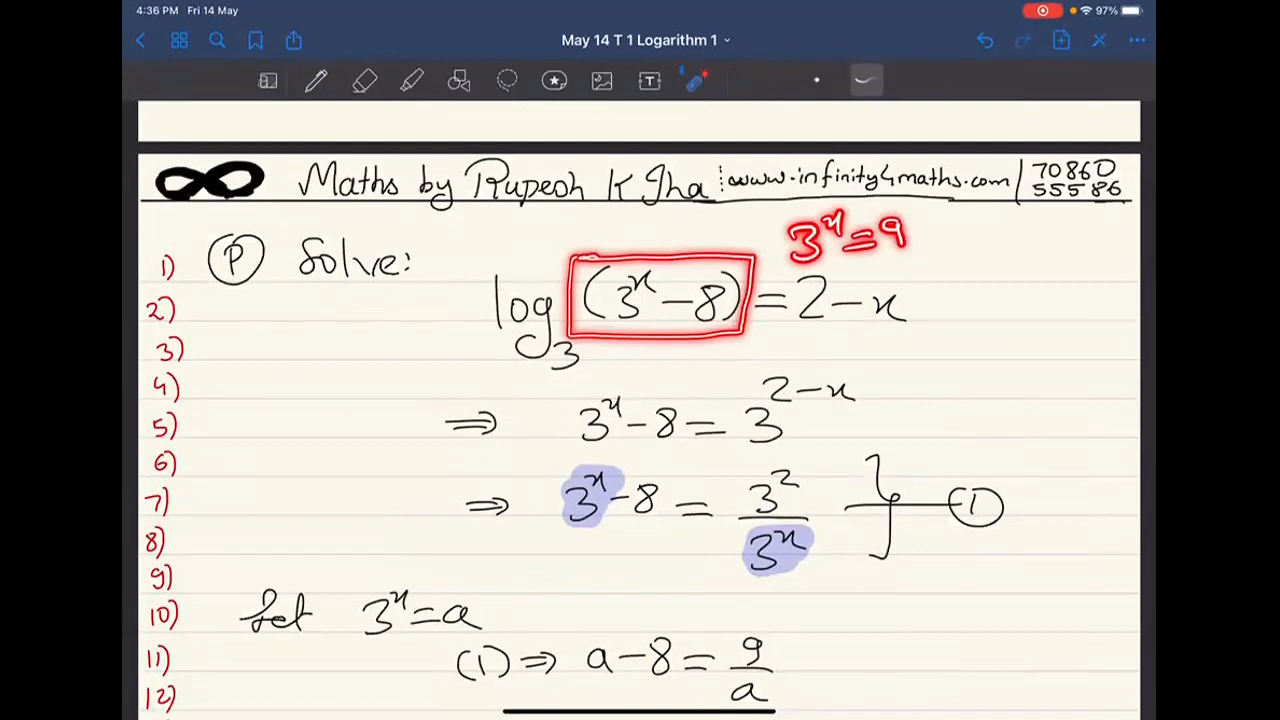 4:36 PM Fri 14 May
97%
May 14 T 1 Logarithm 1
∞ Maths by Rupesh K Jha www.infinity4maths.com 70860 55586
3^x = 9
1) (P) Solve:
2) log_3 (3^x - 8) = 2 - x
3)
4)
5) ⇒ 3^x - 8 = 3^(2-x)
6)
7) ⇒ 3^x - 8 = 3^2 / 3^x } (1)
8)
9)
10) Let 3^x = a
11) (1) ⇒ a - 8 = 9/a
12)